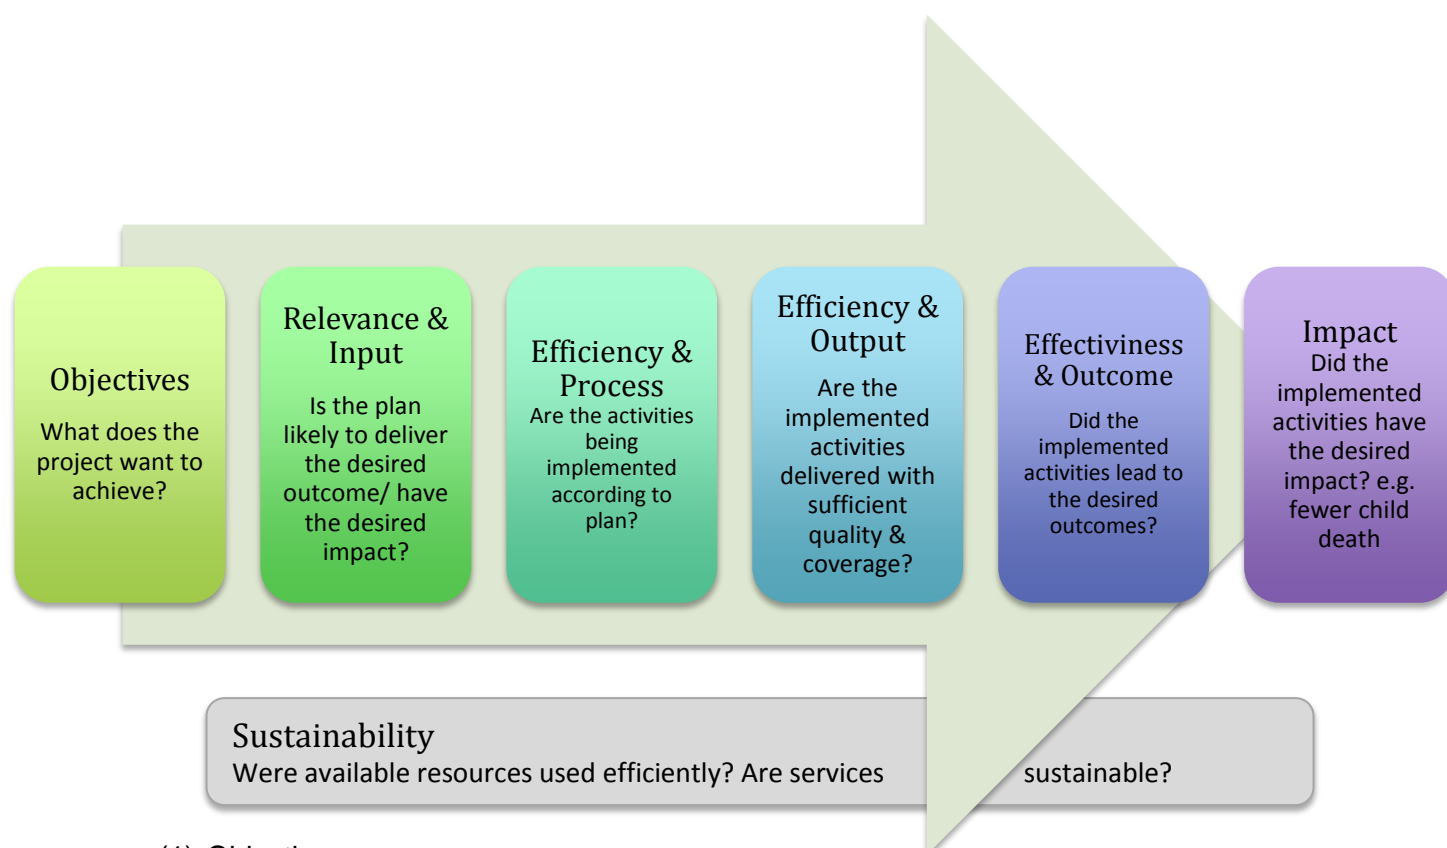 Objectives
What does the
project want to
achieve?
Relevance &
Input
Is the plan
likely to deliver
the desired
outcome/ have
the desired
impact?
Efficiency &
Process
Are the activities
being
implemented
according to
plan?
Efficiency &
Output
Are the
implemented
activities
delivered with
sufficient
quality &
coverage?
Effectiviness
& Outcome
Did the
implemented
activities lead to
the desired
outcomes?
Impact
Did the
implemented
activities have
the desired
impact? e.g.
fewer child
death
Sustainability
Were available resources used efficiently? Are services sustainable?